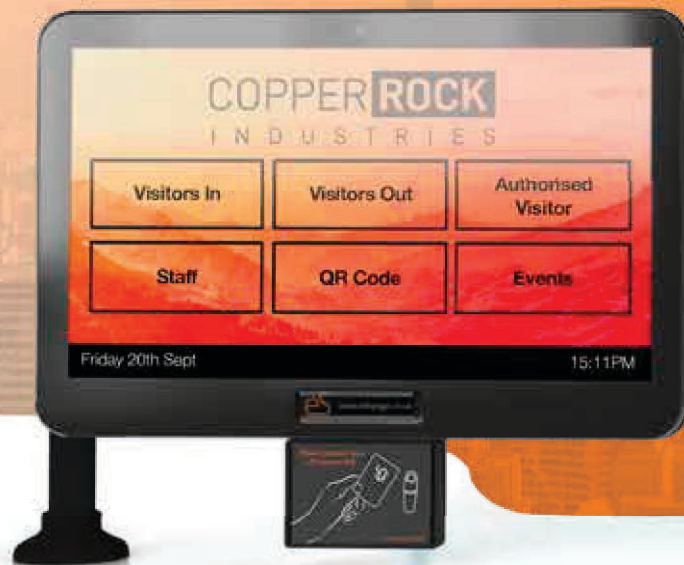 COPPER ROCK
INDUSTRIES
Visitors In
Visitors Out
Authorised
Visitor
Staff
QR Code
Events
Friday 20th Sept
15:11PM